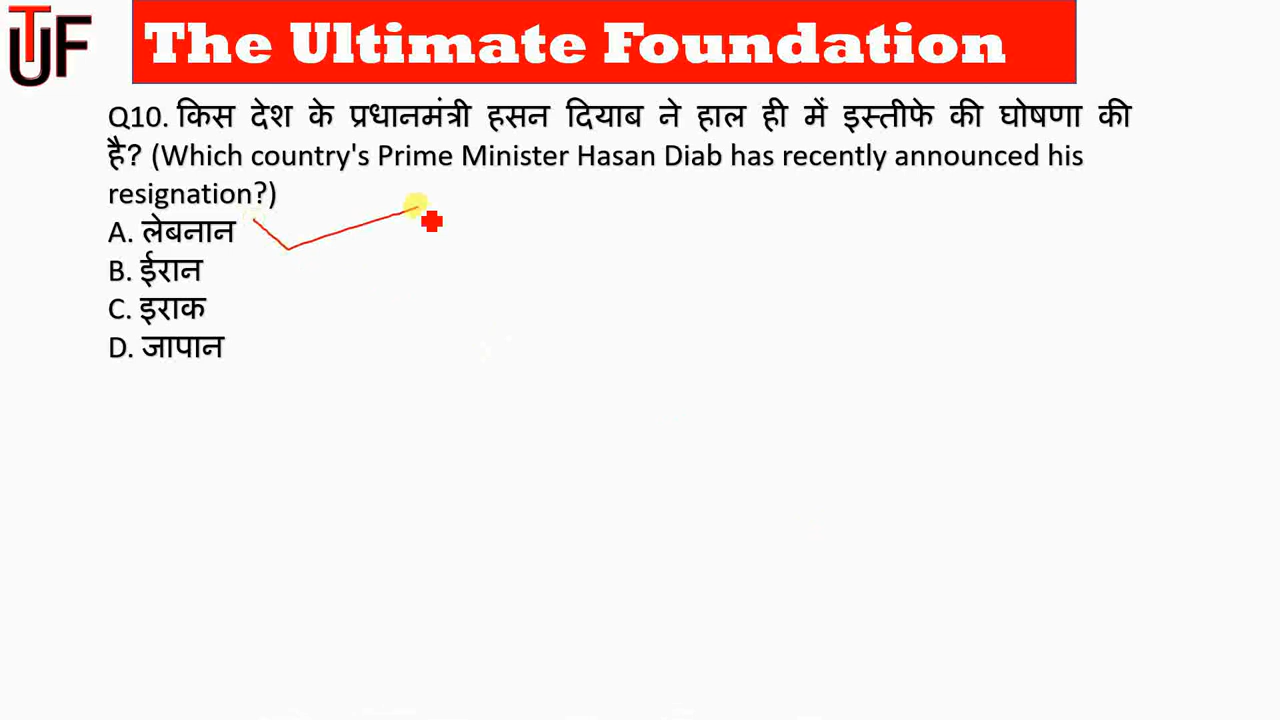 TUF
The Ultimate Foundation
Q10. किस देश के प्रधानमंत्री हसन दियाब ने हाल ही में इस्तीफे की घोषणा की
है? (Which country's Prime Minister Hasan Diab has recently announced his
resignation?)
A. लेबनान
B. ईरान
C. इराक
D. जापान